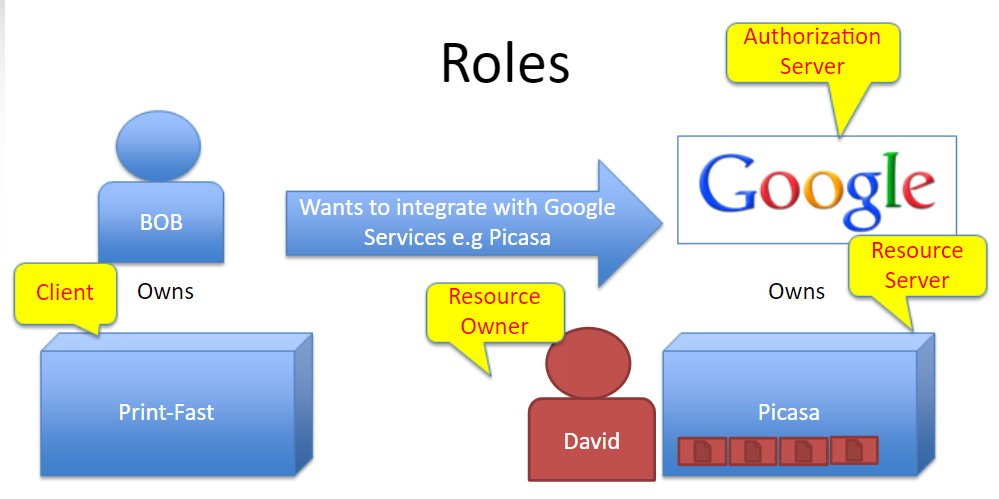 Roles
Authorization
Server
Google
BOB
Wants to integrate with Google
Services e.g Picasa
Client
Owns
Resource
Owner
Resource
Server
Owns
Print-Fast
David
Picasa